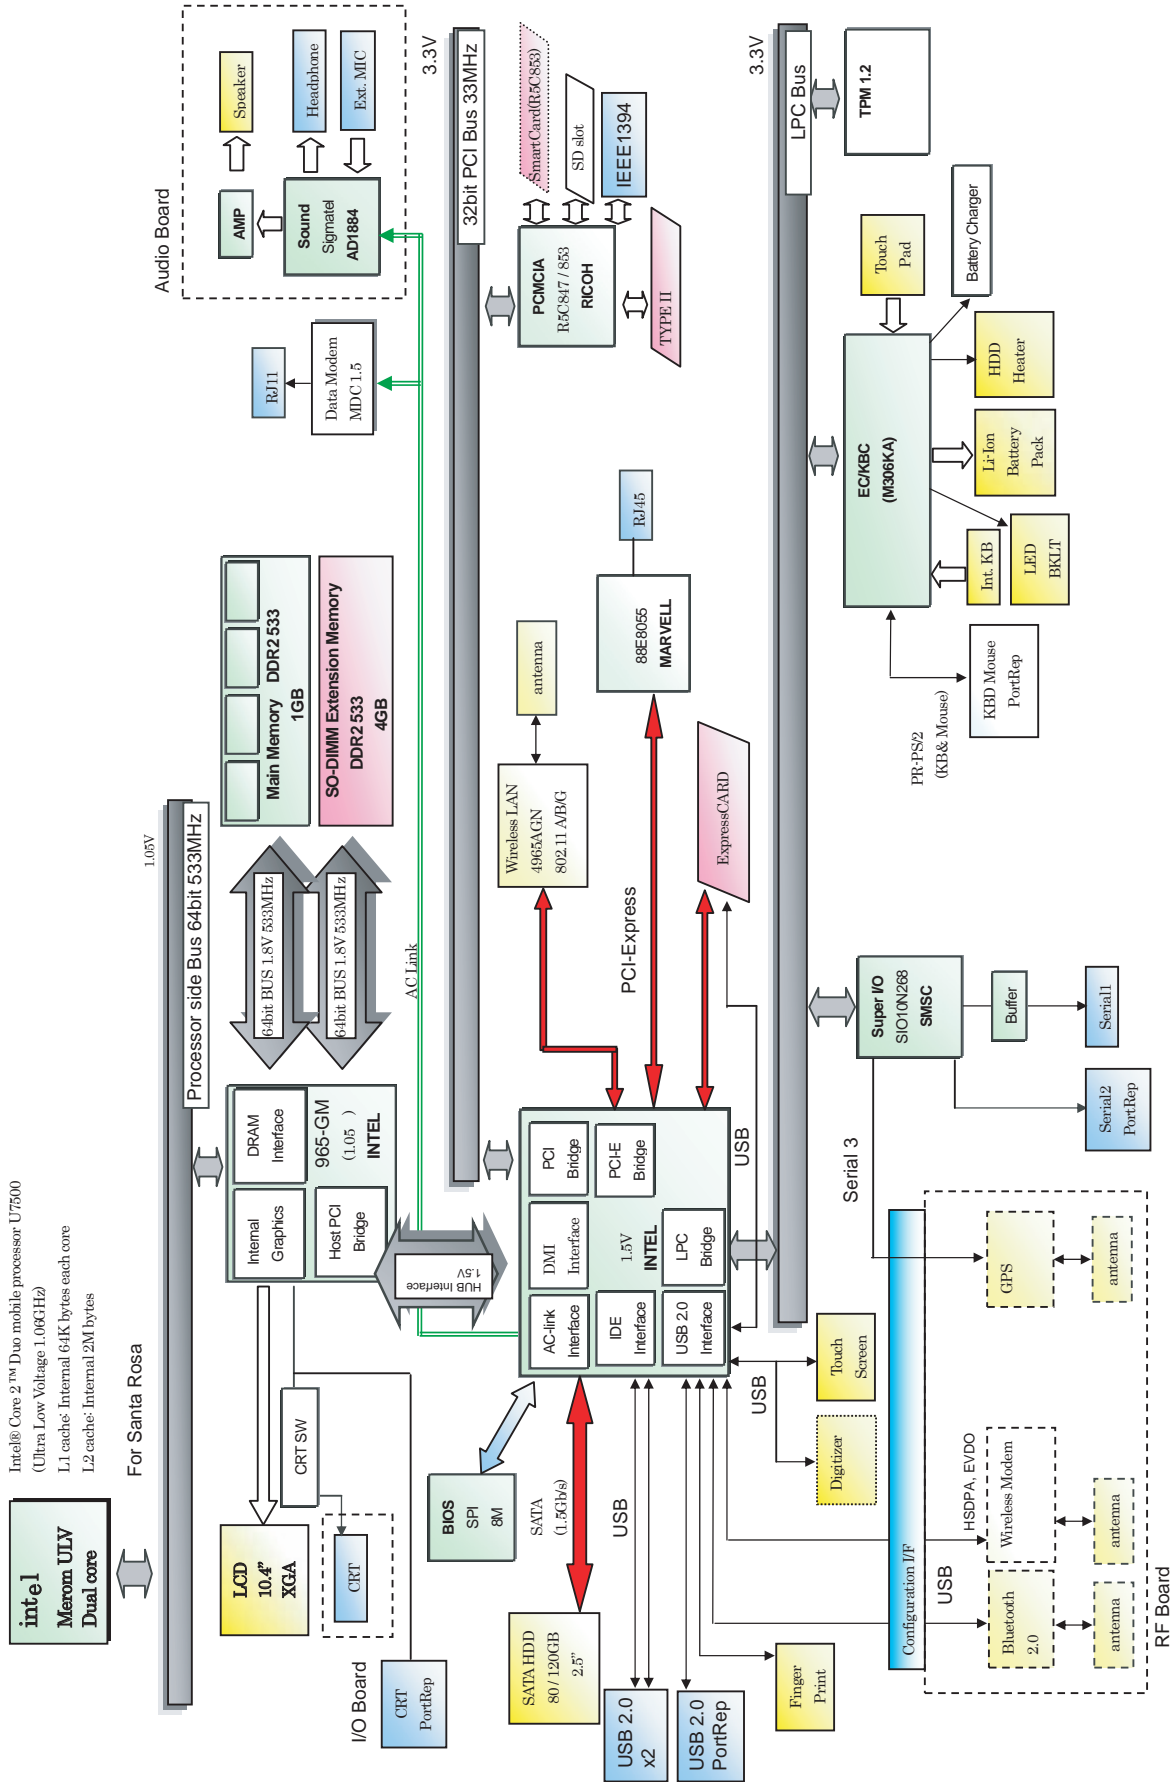 intel
Merom ULV
Dual core
Intel® Core 2 ™ Duo mobile processor U7500
(Ultra Low Voltage 1.06GHz)
L1 cache: Internal 64K bytes each core
L2 cache: Internal 2M bytes
For Santa Rosa
1.05V
Processor side Bus 64bit 533MHz
LCD
10.4”
XGA
CRT SW
CRT
I/O Board
CRT
PortRep
Internal
Graphics
DRAM
Interface
Host PCI
Bridge
965-GM
(1.05 )
INTEL
64bit BUS 1.8V 533MHz
64bit BUS 1.8V 533MHz
Main Memory DDR2 533
1GB
SO-DIMM Extension Memory
DDR2 533
4GB
AC Link
HUB Interface
1.5V
Audio Board
Speaker
Headphone
Ext. MIC
AMP
Sound
Sigmatel
AD1884
RJ11
Data Modem
MDC 1.5
3.3V
32bit PCI Bus 33MHz
BIOS
SPI
8M
SATA
(1.5Gb/s)
SATA HDD
80 / 120GB
2.5”
AC-link
Interface
DMI
Interface
PCI
Bridge
IDE
Interface
1.5V
INTEL
PCI-E
Bridge
USB 2.0
Interface
LPC
Bridge
Wireless LAN
4965AGN
802.11 A/B/G
antenna
PCI-Express
88E8055
MARVELL
RJ45
ExpressCARD
PCMCIA
R5C847 / 853
RICOH
SmartCard(R5C853)
SD slot
IEEE1394
TYPE II
USB
USB 2.0
x2
USB 2.0
PortRep
USB
USB
Finger
Print
Digitizer
Touch
Screen
3.3V
LPC Bus
TPM 1.2
Super I/O
SIO10N268
SMSC
Buffer
Serial1
Serial2
PortRep
Serial 3
EC/KBC
(M306KA)
Touch
Pad
Battery Charger
HDD
Heater
Li-Ion
Battery
Pack
LED
BKLT
Int. KB
KBD Mouse
PortRep
PR-PS/2
(KB& Mouse)
Configuration I/F
USB
HSDPA, EVDO
Bluetooth
2.0
Wireless Modem
GPS
antenna
antenna
antenna
RF Board